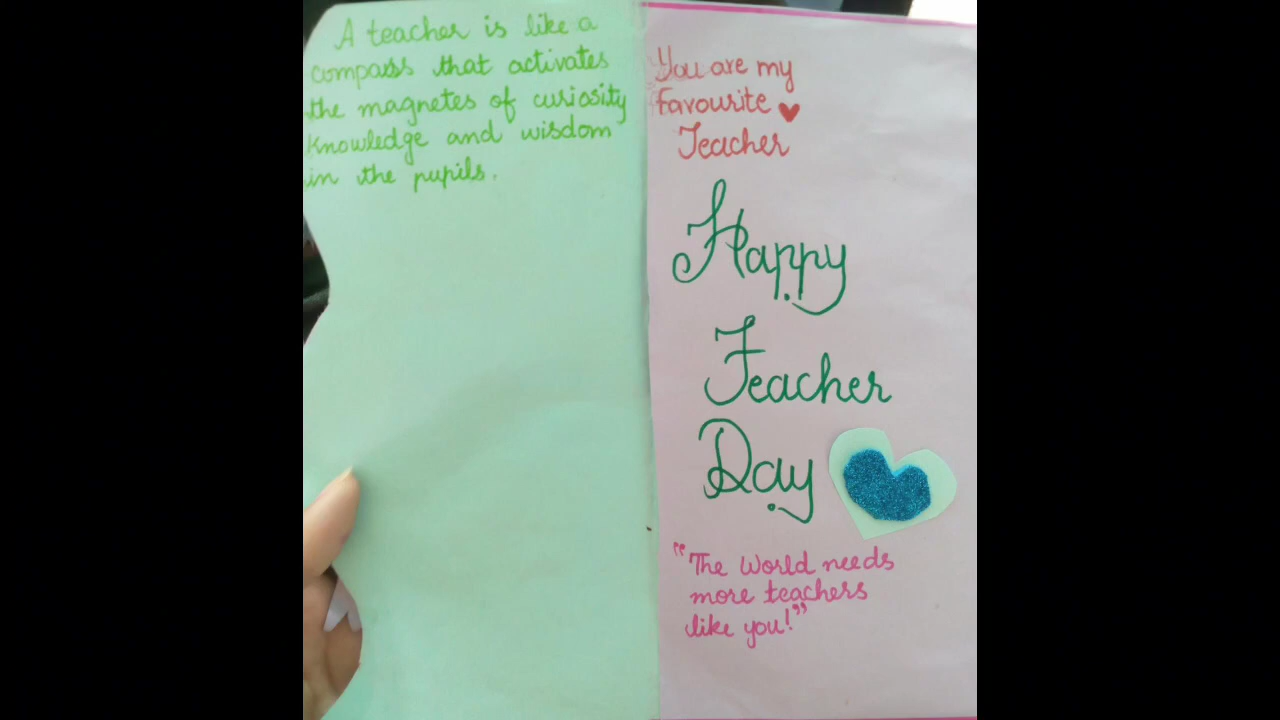 A teacher is like a
compass that activates
the magnetes of curiosity
knowledge and wisdom
in the pupils.
You are my
favourite
Teacher
Happy
Teacher
Day
"The World needs
more teachers
like you!"